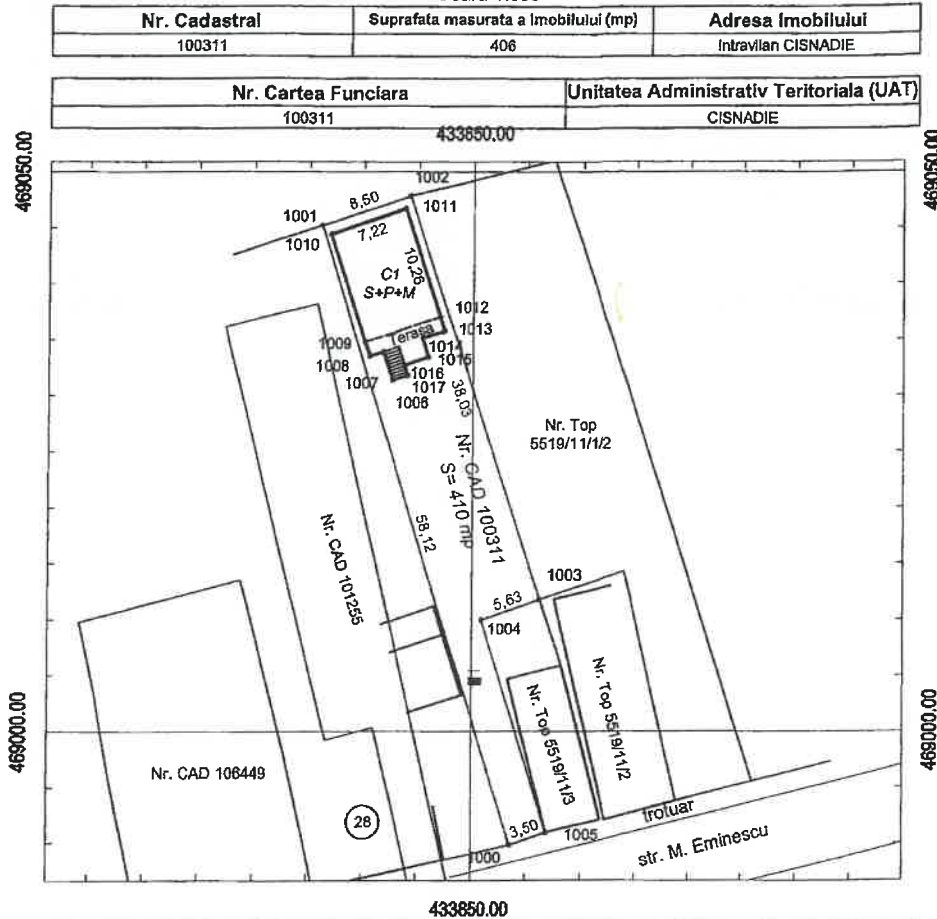 Nr. Cadastral Suprafata masurata a Imobilului (mp) Adresa Imobilului
100311 406 Intravilan CISNADIE
Nr. Cartea Funciara Unitatea Administrativ Teritoriala (UAT)
100311 CISNADIE
433850.00
469050.00
469050.00
1002
8,50
1001
1011
1010
7,22
10,26
C1
S+P+M
1012
1013
Terasa
1009
1014
1008
1015
1007
1016
1017
1006
38,03
Nr. Top
5519/11/1/2
Nr. CAD 100311
S= 410 mp
58,12
Nr. CAD 101255
1003
5,63
1004
Nr. Top 5519/11/2
Nr. Top 5519/11/3
469000.00
469000.00
Nr. CAD 106449
28
3,50
1005
trotuar
1000
str. M. Eminescu
433850.00